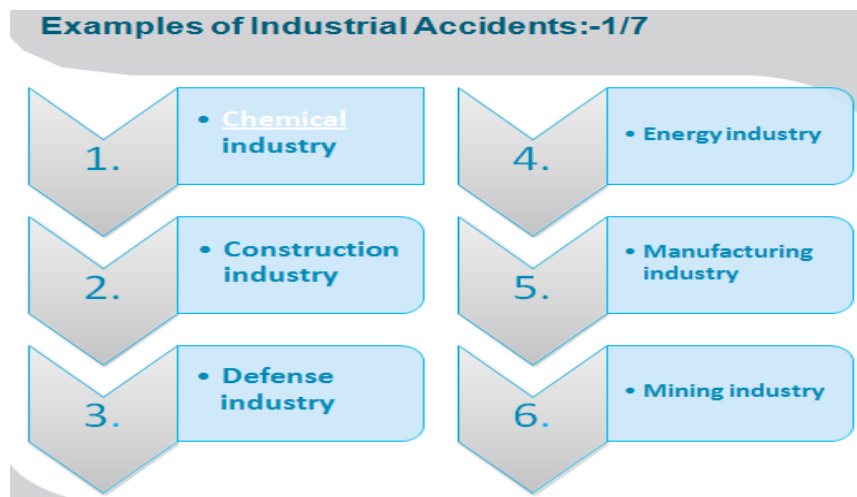 Examples of Industrial Accidents:-1/7
1.
• Chemical
industry
2.
• Construction
industry
3.
• Defense
industry
4.
• Energy industry
5.
• Manufacturing
industry
6.
• Mining industry